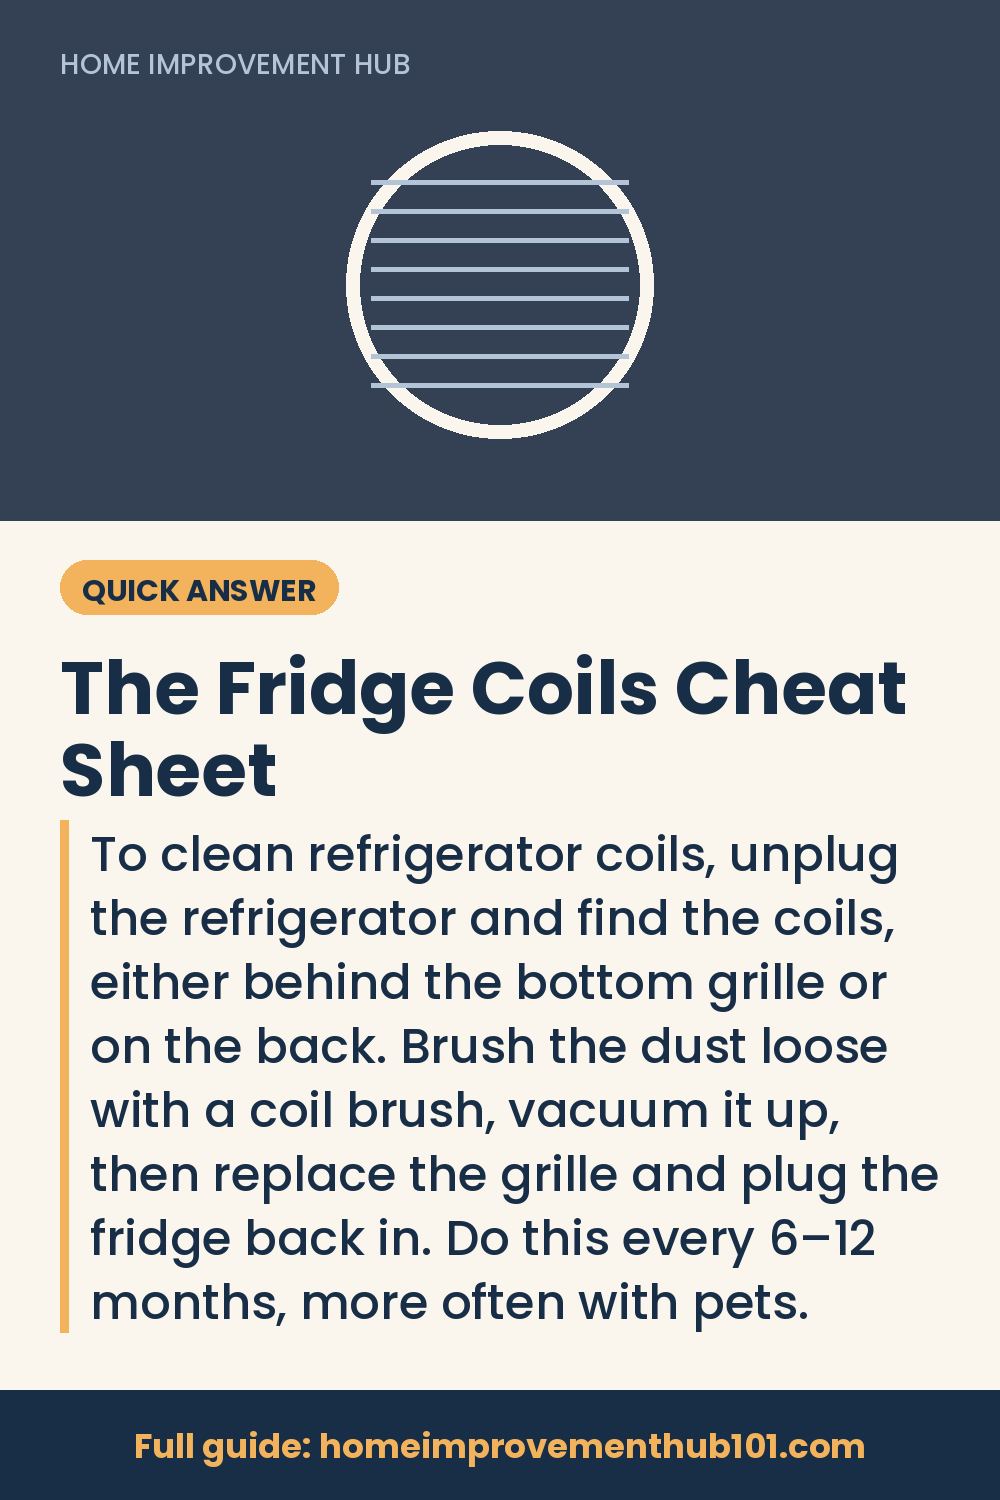 HOME IMPROVEMENT HUB
QUICK ANSWER
The Fridge Coils Cheat
Sheet
To clean refrigerator coils, unplug
the refrigerator and find the coils,
either behind the bottom grille or
on the back. Brush the dust loose
with a coil brush, vacuum it up,
then replace the grille and plug the
fridge back in. Do this every 6–12
months, more often with pets.
Full guide: homeimprovementhub101.com